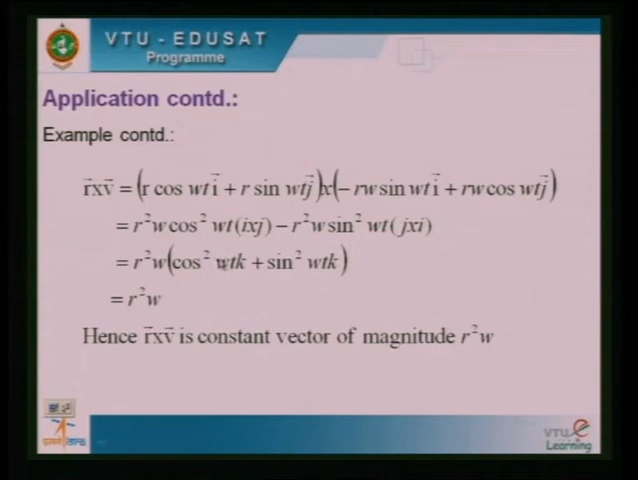 VTU - EDUSAT
Programme
Application contd.:
Example contd.:
r⃗xv⃗ = (r cos wt i⃗ + r sin wt j⃗)x(− rw sin wt i⃗ + rw cos wt j⃗)
= r²w cos² wt(ixj) − r²w sin² wt( jxi)
= r²w(cos² wtk + sin² wtk)
= r²w
Hence r⃗xv⃗ is constant vector of magnitude r²w
VTU e
Learning